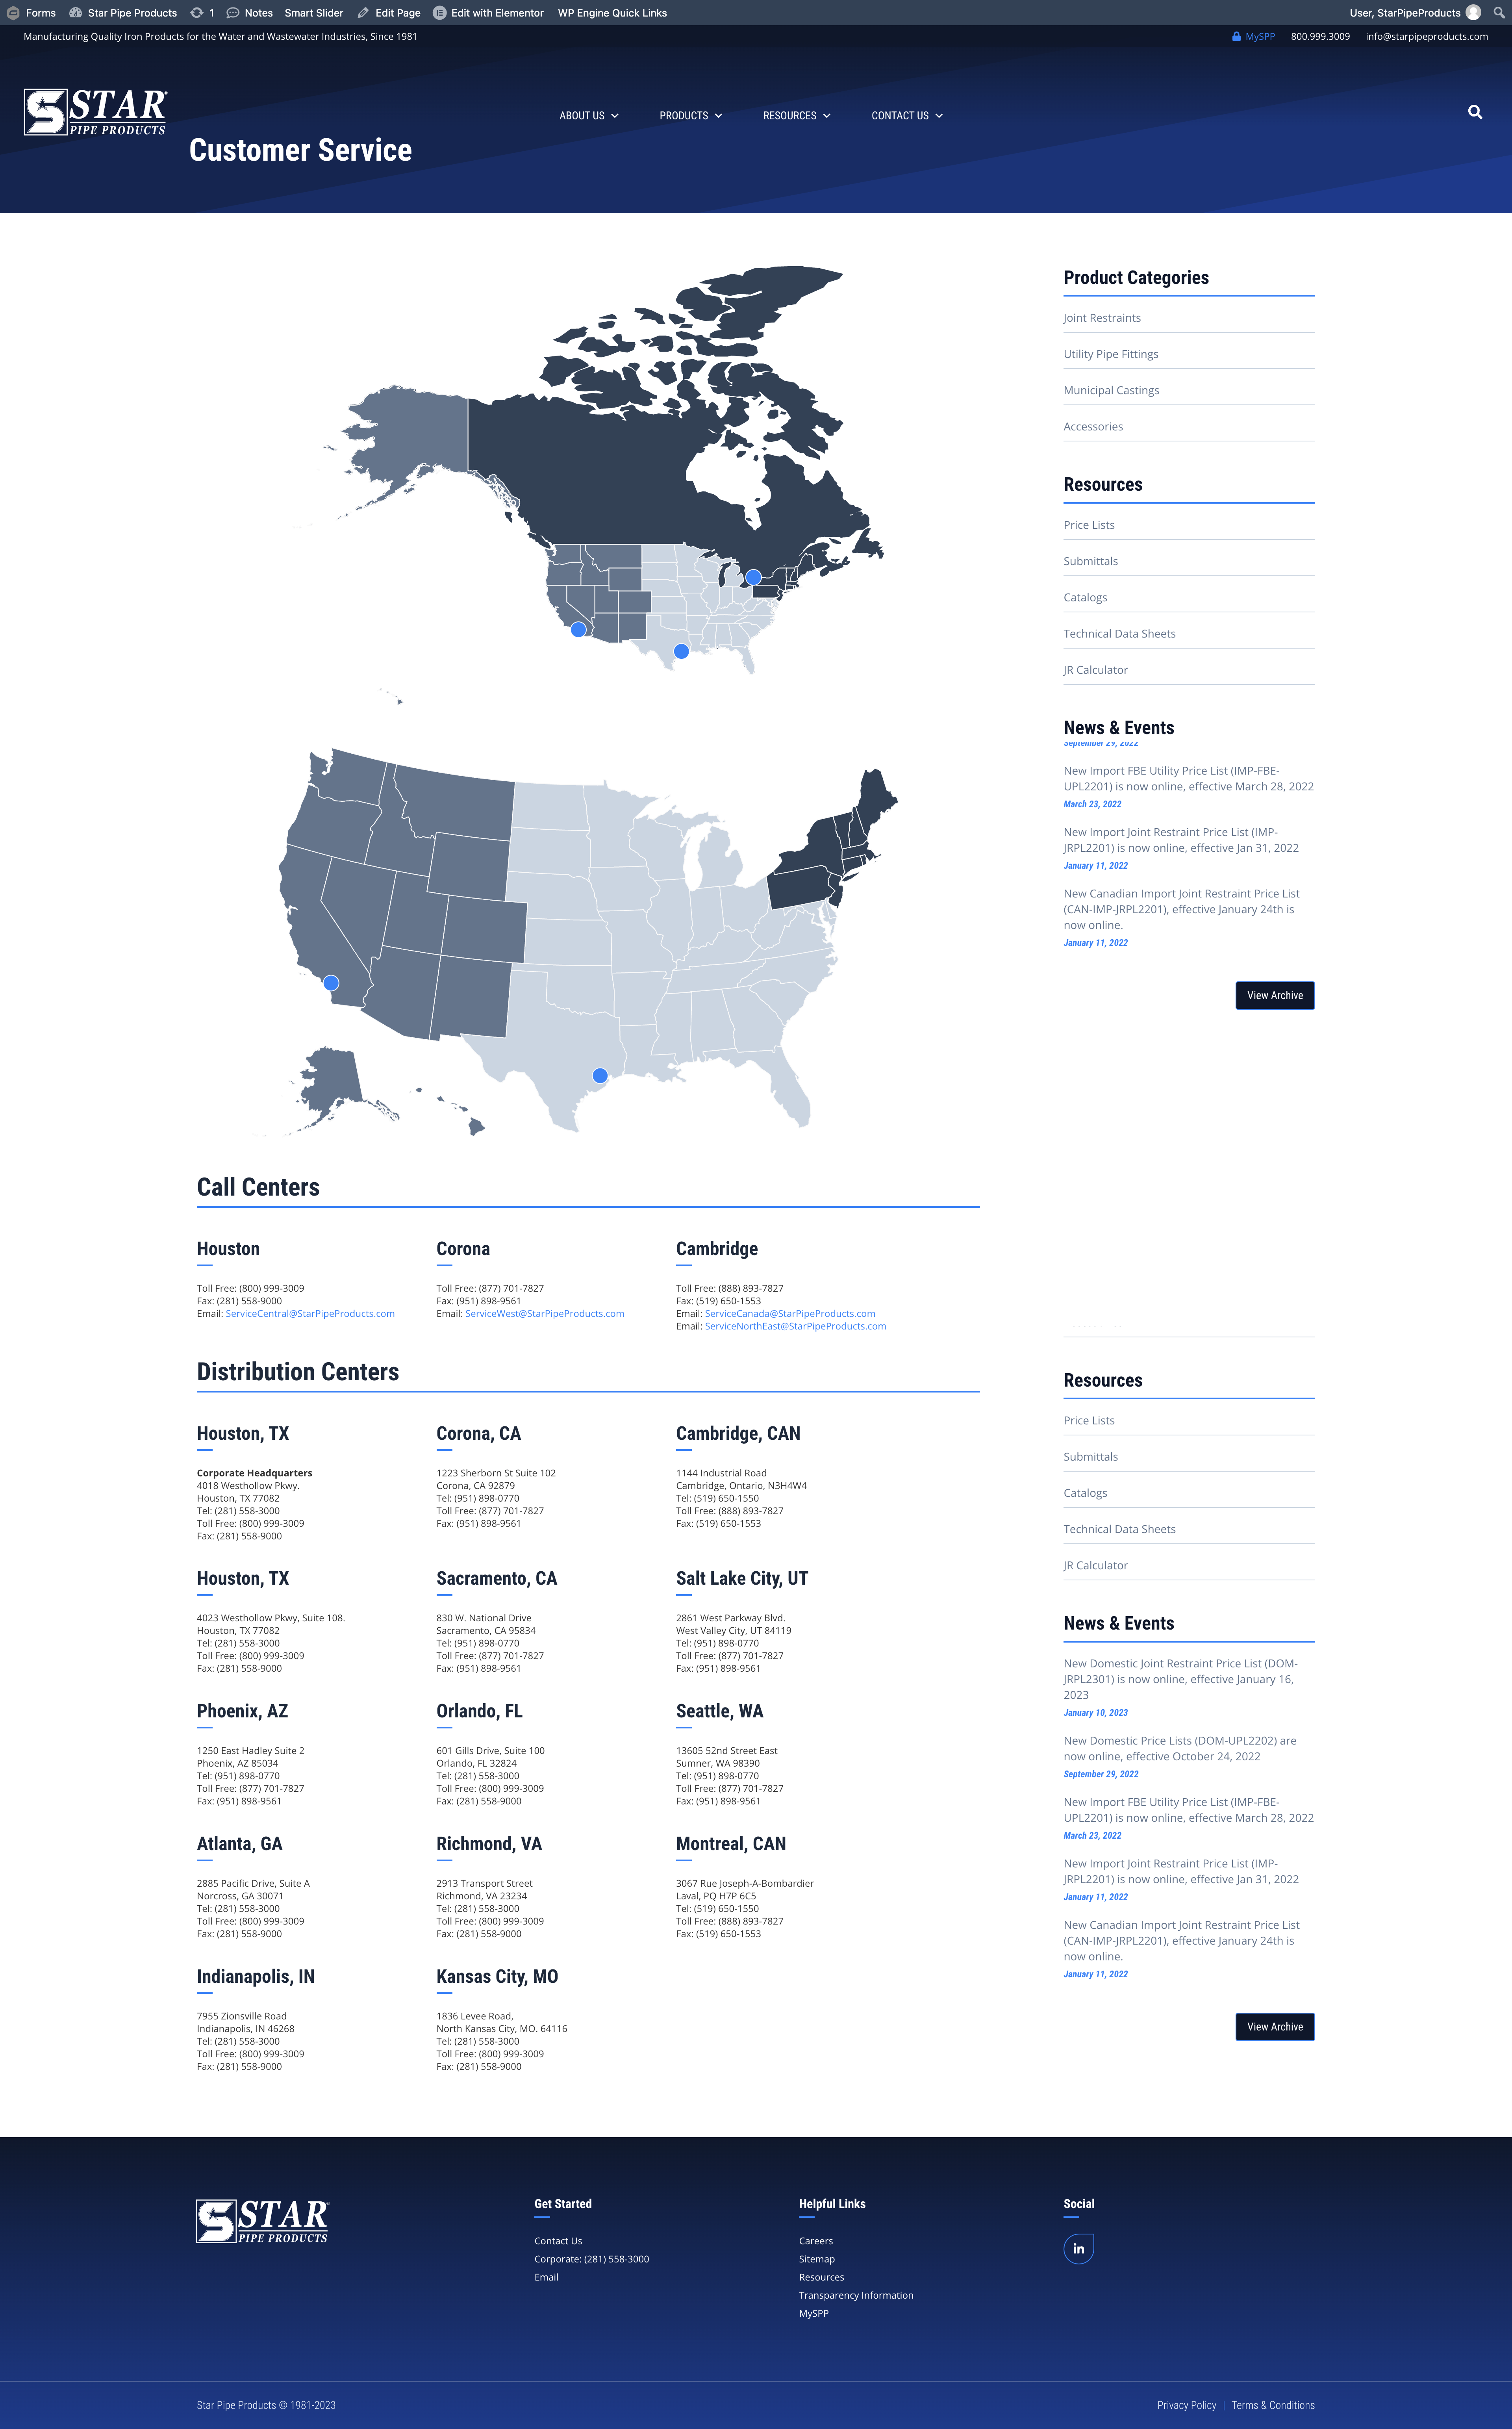 Forms
Star Pipe Products
1
Notes
Smart Slider
Edit Page
Edit with Elementor
WP Engine Quick Links
User, StarPipeProducts
Manufacturing Quality Iron Products for the Water and Wastewater Industries, Since 1981
MySPP
800.999.3009
info@starpipeproducts.com
STAR
PIPE PRODUCTS
ABOUT US
PRODUCTS
RESOURCES
CONTACT US
Customer Service
Product Categories
Joint Restraints
Utility Pipe Fittings
Municipal Castings
Accessories
Resources
Price Lists
Submittals
Catalogs
Technical Data Sheets
JR Calculator
News & Events
September 29, 2022
New Import FBE Utility Price List (IMP-FBE-
UPL2201) is now online, effective March 28, 2022
March 23, 2022
New Import Joint Restraint Price List (IMP-
JRPL2201) is now online, effective Jan 31, 2022
January 11, 2022
New Canadian Import Joint Restraint Price List
(CAN-IMP-JRPL2201), effective January 24th is
now online.
January 11, 2022
View Archive
Call Centers
Houston
Toll Free: (800) 999-3009
Fax: (281) 558-9000
Email: ServiceCentral@StarPipeProducts.com
Corona
Toll Free: (877) 701-7827
Fax: (951) 898-9561
Email: ServiceWest@StarPipeProducts.com
Cambridge
Toll Free: (888) 893-7827
Fax: (519) 650-1553
Email: ServiceCanada@StarPipeProducts.com
Email: ServiceNorthEast@StarPipeProducts.com
Distribution Centers
Houston, TX
Corporate Headquarters
4018 Westhollow Pkwy.
Houston, TX 77082
Tel: (281) 558-3000
Toll Free: (800) 999-3009
Fax: (281) 558-9000
Corona, CA
1223 Sherborn St Suite 102
Corona, CA 92879
Tel: (951) 898-0770
Toll Free: (877) 701-7827
Fax: (951) 898-9561
Cambridge, CAN
1144 Industrial Road
Cambridge, Ontario, N3H4W4
Tel: (519) 650-1550
Toll Free: (888) 893-7827
Fax: (519) 650-1553
Houston, TX
4023 Westhollow Pkwy, Suite 108.
Houston, TX 77082
Tel: (281) 558-3000
Toll Free: (800) 999-3009
Fax: (281) 558-9000
Sacramento, CA
830 W. National Drive
Sacramento, CA 95834
Tel: (951) 898-0770
Toll Free: (877) 701-7827
Fax: (951) 898-9561
Salt Lake City, UT
2861 West Parkway Blvd.
West Valley City, UT 84119
Tel: (951) 898-0770
Toll Free: (877) 701-7827
Fax: (951) 898-9561
Phoenix, AZ
1250 East Hadley Suite 2
Phoenix, AZ 85034
Tel: (951) 898-0770
Toll Free: (877) 701-7827
Fax: (951) 898-9561
Orlando, FL
601 Gills Drive, Suite 100
Orlando, FL 32824
Tel: (281) 558-3000
Toll Free: (800) 999-3009
Fax: (281) 558-9000
Seattle, WA
13605 52nd Street East
Sumner, WA 98390
Tel: (951) 898-0770
Toll Free: (877) 701-7827
Fax: (951) 898-9561
Atlanta, GA
2885 Pacific Drive, Suite A
Norcross, GA 30071
Tel: (281) 558-3000
Toll Free: (800) 999-3009
Fax: (281) 558-9000
Richmond, VA
2913 Transport Street
Richmond, VA 23234
Tel: (281) 558-3000
Toll Free: (800) 999-3009
Fax: (281) 558-9000
Montreal, CAN
3067 Rue Joseph-A-Bombardier
Laval, PQ H7P 6C5
Tel: (519) 650-1550
Toll Free: (888) 893-7827
Fax: (519) 650-1553
Indianapolis, IN
7955 Zionsville Road
Indianapolis, IN 46268
Tel: (281) 558-3000
Toll Free: (800) 999-3009
Fax: (281) 558-9000
Kansas City, MO
1836 Levee Road,
North Kansas City, MO. 64116
Tel: (281) 558-3000
Toll Free: (800) 999-3009
Fax: (281) 558-9000
Resources
Price Lists
Submittals
Catalogs
Technical Data Sheets
JR Calculator
News & Events
New Domestic Joint Restraint Price List (DOM-
JRPL2301) is now online, effective January 16,
2023
January 10, 2023
New Domestic Price Lists (DOM-UPL2202) are
now online, effective October 24, 2022
September 29, 2022
New Import FBE Utility Price List (IMP-FBE-
UPL2201) is now online, effective March 28, 2022
March 23, 2022
New Import Joint Restraint Price List (IMP-
JRPL2201) is now online, effective Jan 31, 2022
January 11, 2022
New Canadian Import Joint Restraint Price List
(CAN-IMP-JRPL2201), effective January 24th is
now online.
January 11, 2022
View Archive
STAR
PIPE PRODUCTS
Get Started
Contact Us
Corporate: (281) 558-3000
Email
Helpful Links
Careers
Sitemap
Resources
Transparency Information
MySPP
Social
in
Star Pipe Products © 1981-2023
Privacy Policy | Terms & Conditions